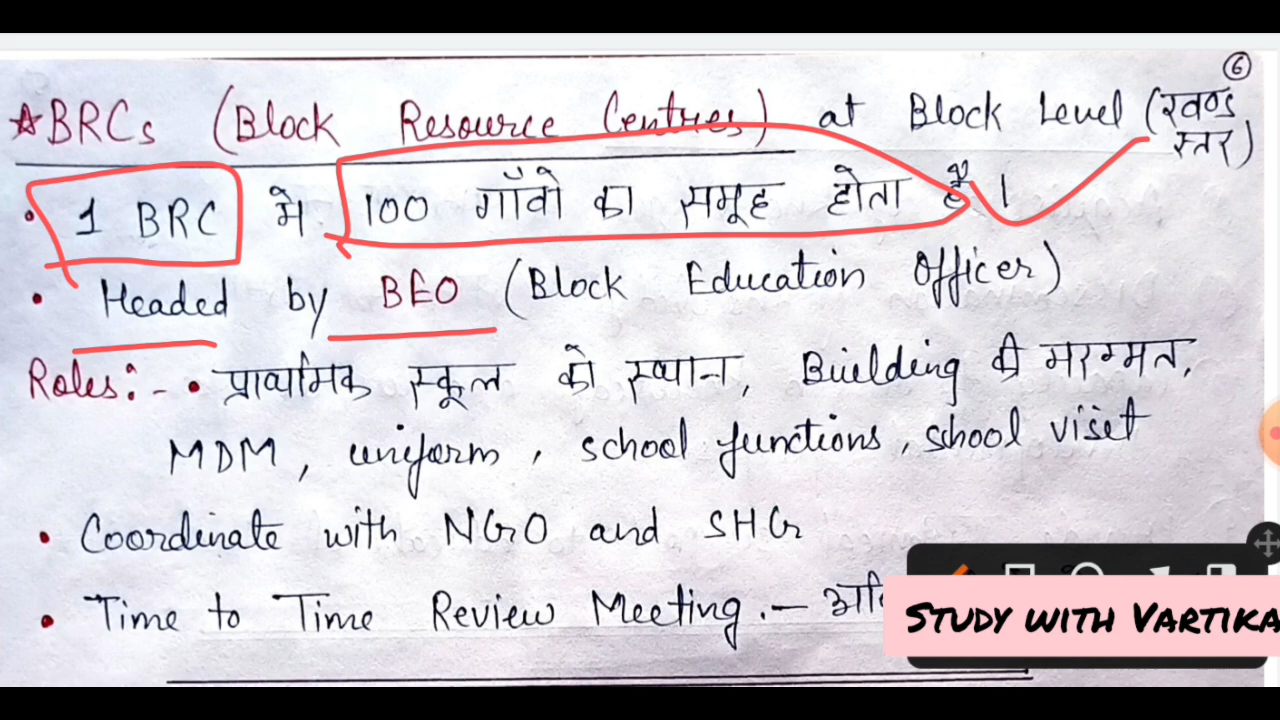 6
☆BRCs (Block Resource Centres) at Block Level (खण्ड स्तर)
• 1 BRC मे 100 गाँवो का समूह होता है ।
• Headed by BEO (Block Education Officer)
Roles:- • प्राथमिक स्कूल को स्थान, Building की मरम्मत,
MDM, uniform, school functions, school visit
• Coordinate with NGO and SHG
• Time to Time Review Meeting.-
STUDY WITH VARTIKA